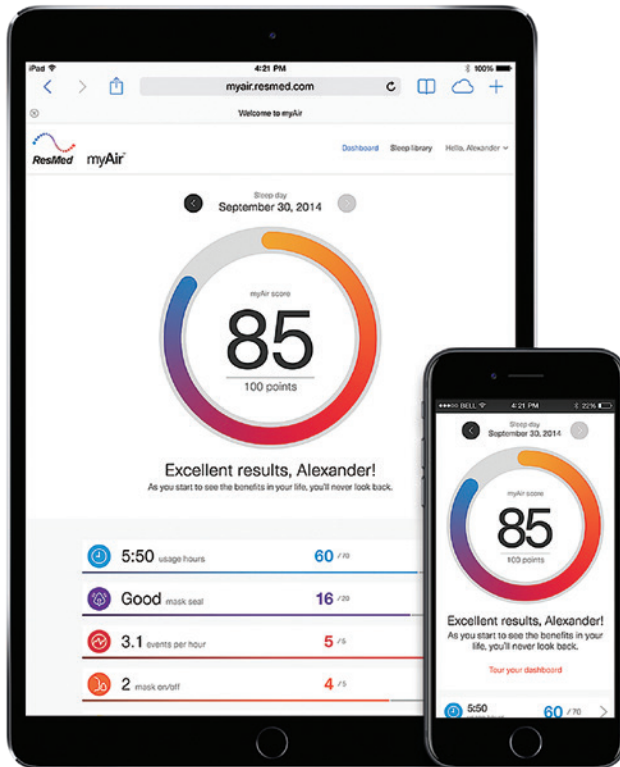 iPad 4:21 PM 100%
myair.resmed.com
Welcome to myAir
ResMed myAir™ Dashboard Sleep library Hello, Alexander
Sleep day
September 30, 2014
myAir score
85
100 points
Excellent results, Alexander!
As you start to see the benefits in your life, you'll never look back.
5:50 usage hours 60 /70
Good mask seal 16 /20
3.1 events per hour 5 /5
2 mask on/off 4 /5
BELL 4:21 PM 22%
Sleep day
September 30, 2014
myAir score
85
100 points
Excellent results, Alexander!
As you start to see the benefits in your
life, you'll never look back.
Tour your dashboard
5:50 60 /70